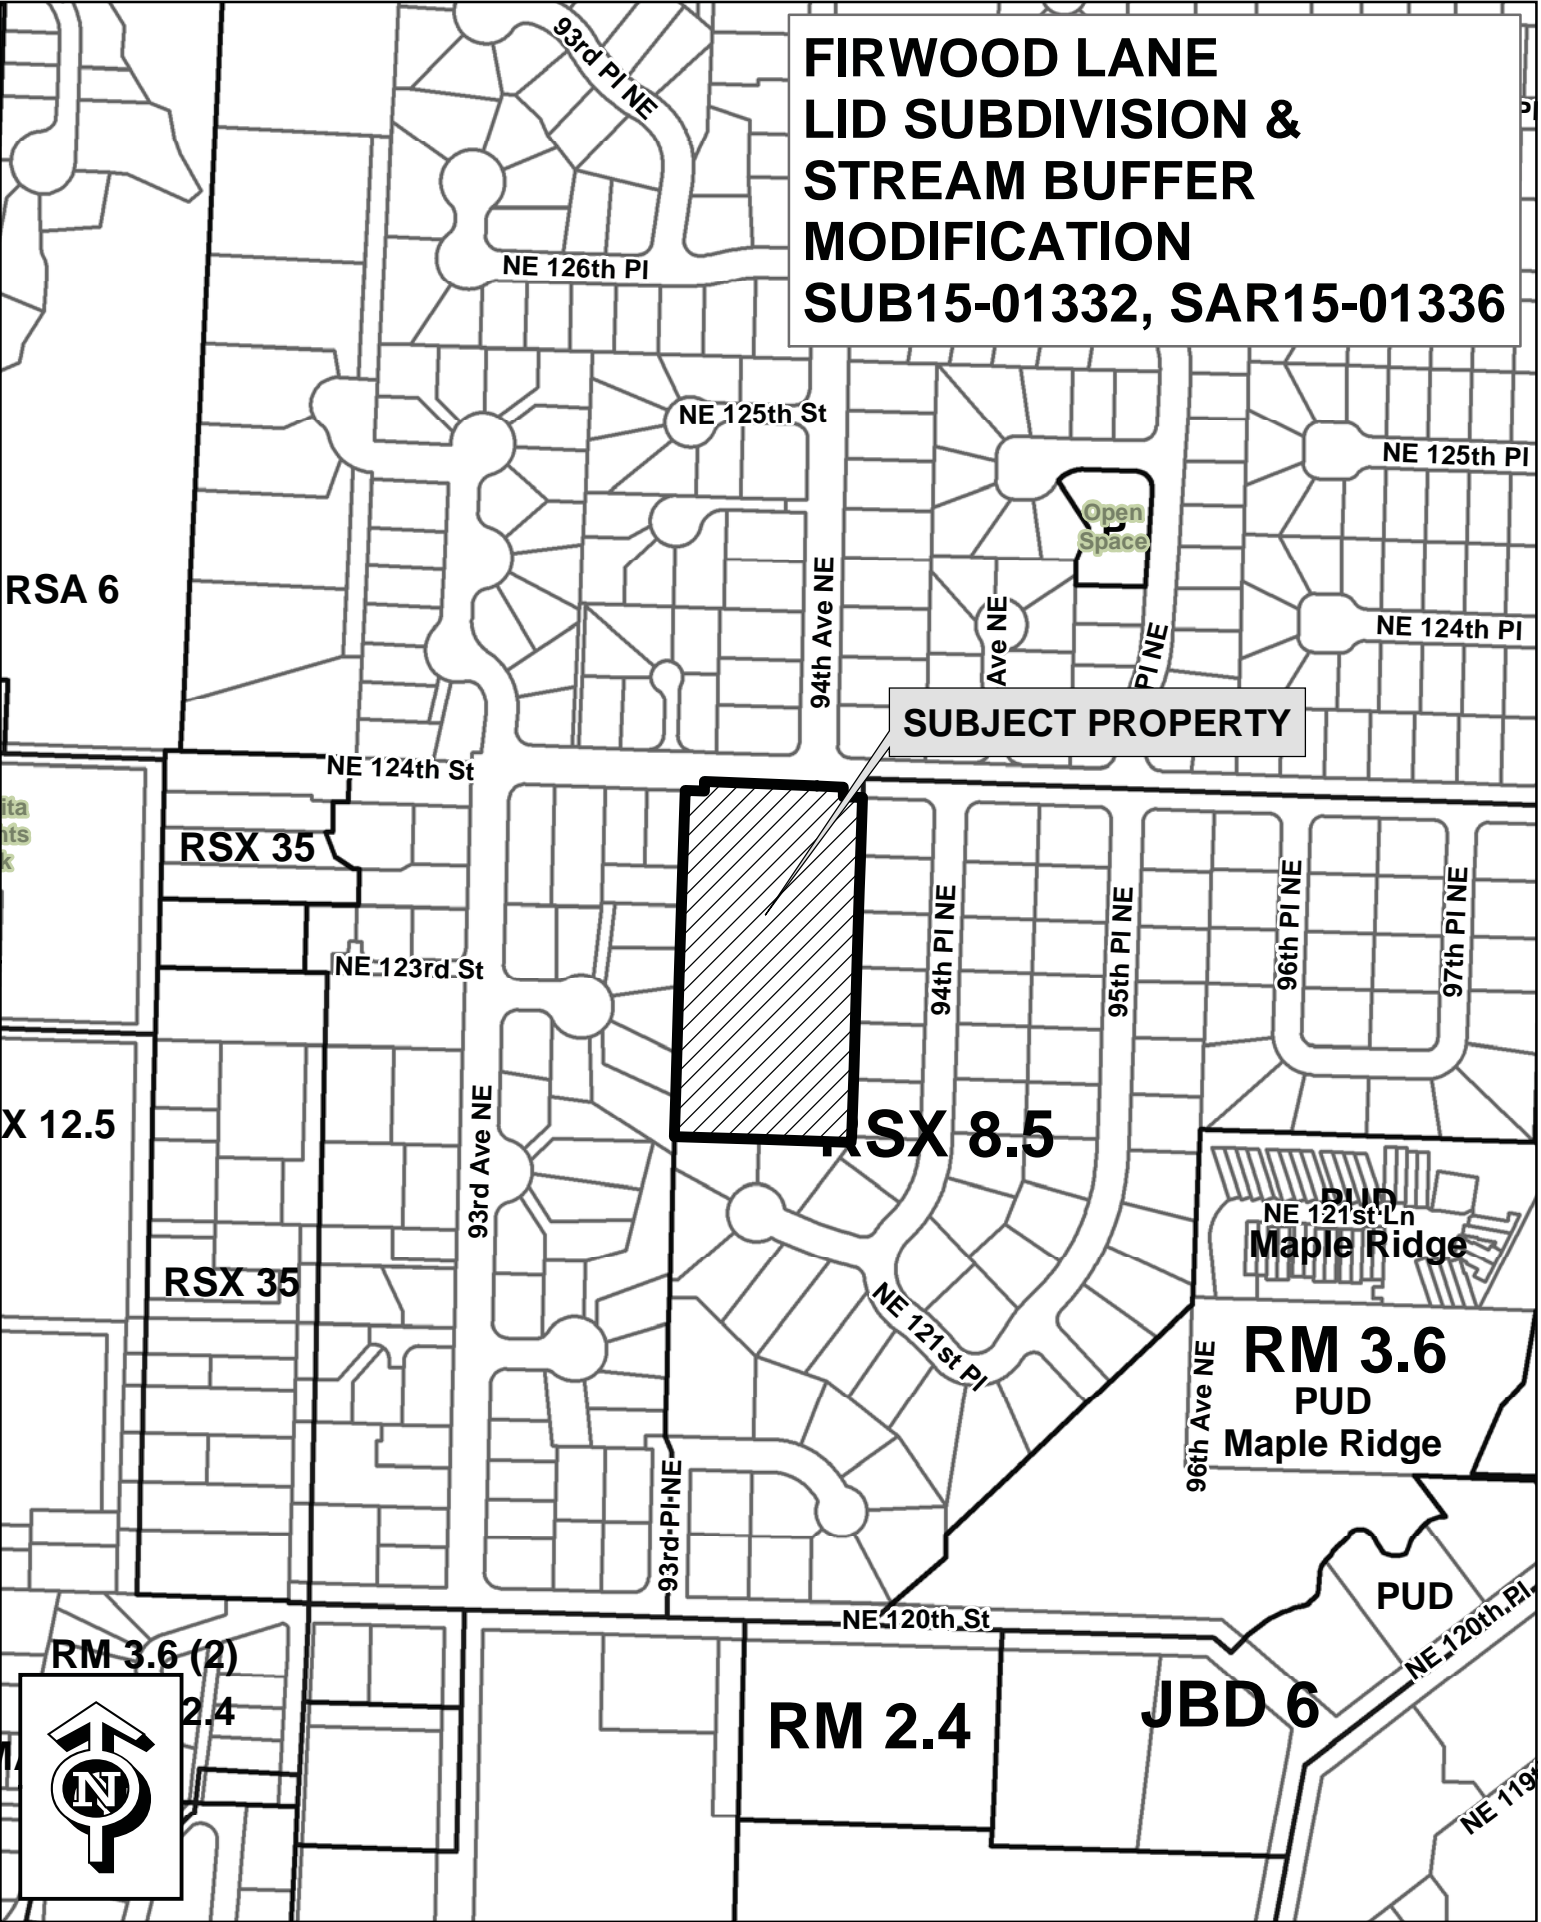 FIRWOOD LANE
LID SUBDIVISION &
STREAM BUFFER
MODIFICATION
SUB15-01332, SAR15-01336
93rd Pl NE
NE 126th Pl
NE 125th St
NE 125th Pl
Open
Space
RSA 6
94th Ave NE
Ave NE
Pl NE
NE 124th Pl
SUBJECT PROPERTY
NE 124th St
RSX 35
NE 123rd St
94th Pl NE
95th Pl NE
96th Pl NE
97th Pl NE
X 12.5
93rd Ave NE
RSX 8.5
PUD
NE 121st Ln
Maple Ridge
RSX 35
NE 121st Pl
RM 3.6
PUD
Maple Ridge
96th Ave NE
93rd Pl NE
PUD
NE 120th St
NE 120th Pl
RM 3.6 (2)
2.4
RM 2.4
JBD 6
NE 119
N